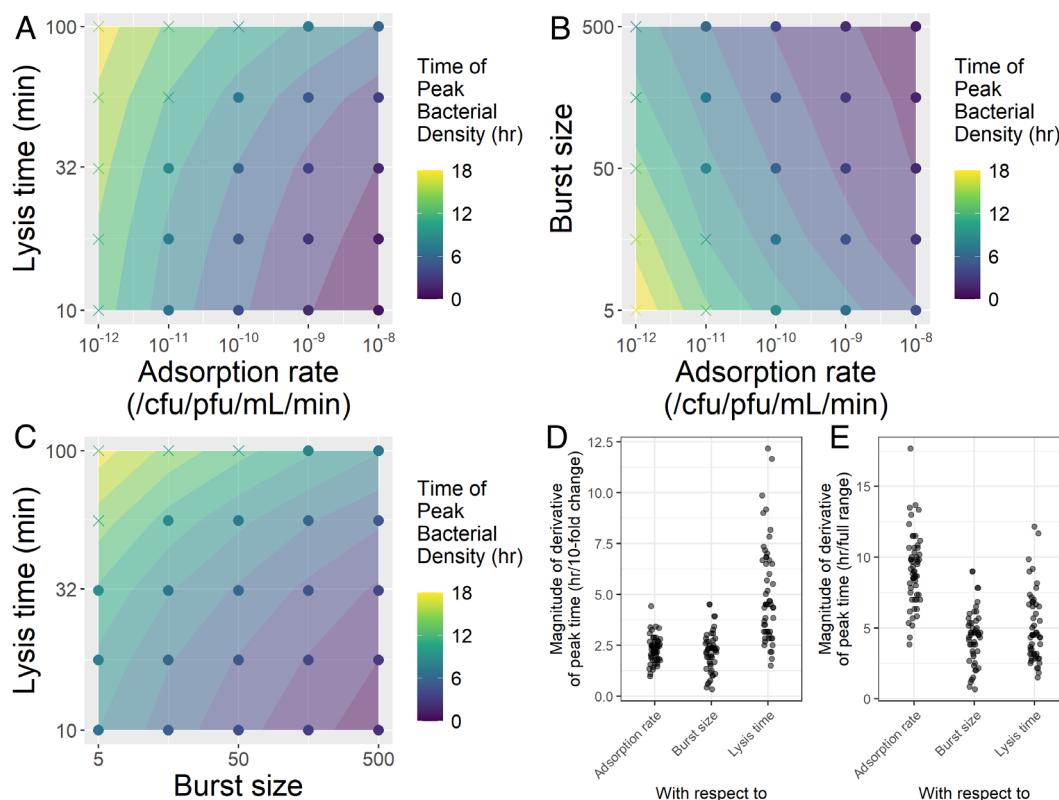 A
100
32
10
Lysis time (min)
10⁻¹² 10⁻¹¹ 10⁻¹⁰ 10⁻⁹ 10⁻⁸
Adsorption rate
(/cfu/pfu/mL/min)
Time of
Peak
Bacterial
Density (hr)
18
12
6
0
B
500
50
5
Burst size
10⁻¹² 10⁻¹¹ 10⁻¹⁰ 10⁻⁹ 10⁻⁸
Adsorption rate
(/cfu/pfu/mL/min)
Time of
Peak
Bacterial
Density (hr)
18
12
6
0
C
100
32
10
Lysis time (min)
5 50 500
Burst size
Time of
Peak
Bacterial
Density (hr)
18
12
6
0
D
12.5
10.0
7.5
5.0
2.5
0.0
Magnitude of derivative
of peak time (hr/10-fold change)
Adsorption rate
Burst size
Lysis time
With respect to
E
15
10
5
0
Magnitude of derivative
of peak time (hr/full range)
Adsorption rate
Burst size
Lysis time
With respect to